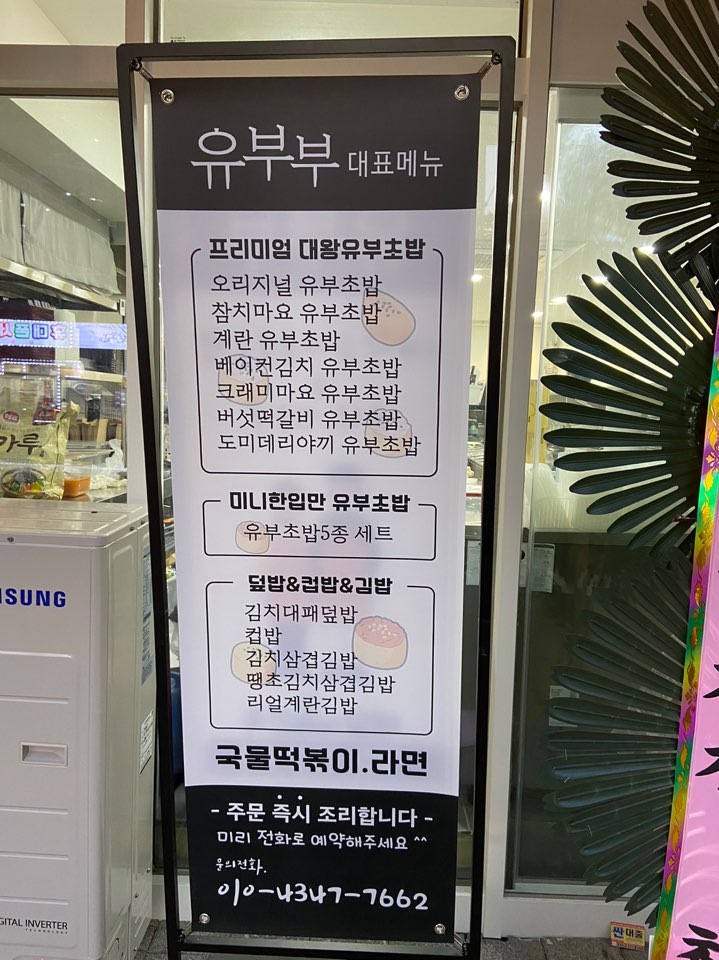 유부부 대표메뉴
프리미엄 대왕유부초밥
오리지널 유부초밥
참치마요 유부초밥
계란 유부초밥
베이컨김치 유부초밥
크래미마요 유부초밥
버섯떡갈비 유부초밥
도미데리야끼 유부초밥
미니한입만 유부초밥
유부초밥5종 세트
덮밥&컵밥&김밥
김치대패덮밥
컵밥
김치삼겹김밥
땡초김치삼겹김밥
리얼계란김밥
국물떡볶이.라면
- 주문 즉시 조리합니다 -
미리 전화로 예약해주세요 ^^
문의전화.
010-4347-7662
가루
SUNG
GITAL INVERTER
싼대출